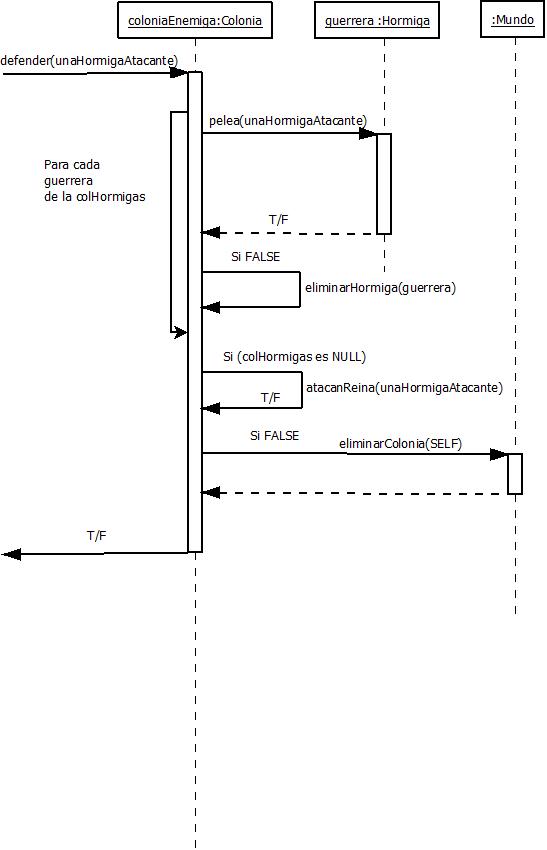 coloniaEnemiga:Colonia
guerrera :Hormiga
:Mundo
defender(unaHormigaAtacante)
pelea(unaHormigaAtacante)
Para cada
guerrera
de la colHormigas
T/F
Si FALSE
eliminarHormiga(guerrera)
Si (colHormigas es NULL)
atacanReina(unaHormigaAtacante)
T/F
Si FALSE
eliminarColonia(SELF)
T/F